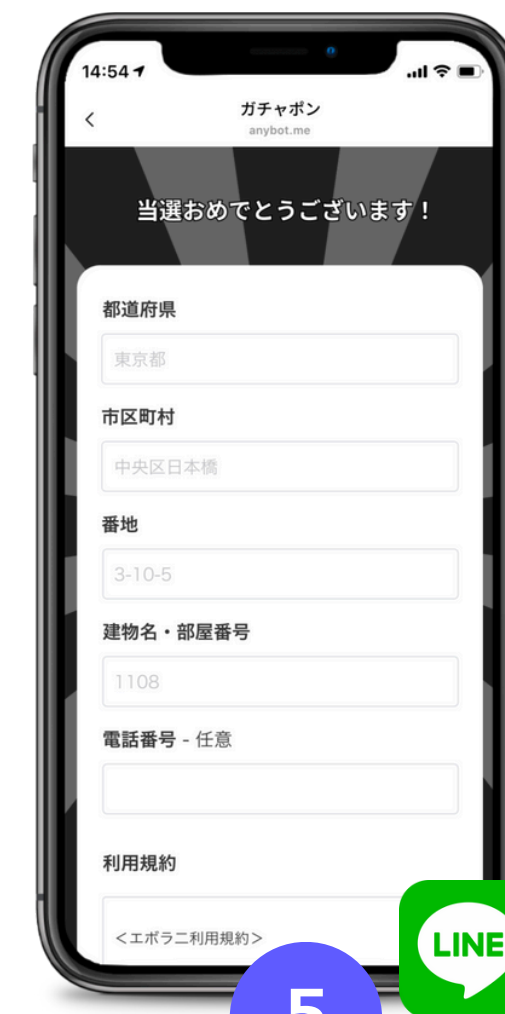 14:54
ガチャポン
anybot.me
当選おめでとうございます！
都道府県
東京都
市区町村
中央区日本橋
番地
3-10-5
建物名・部屋番号
1108
電話番号 - 任意
利用規約
＜エポラ二利用規約＞
LINE
5